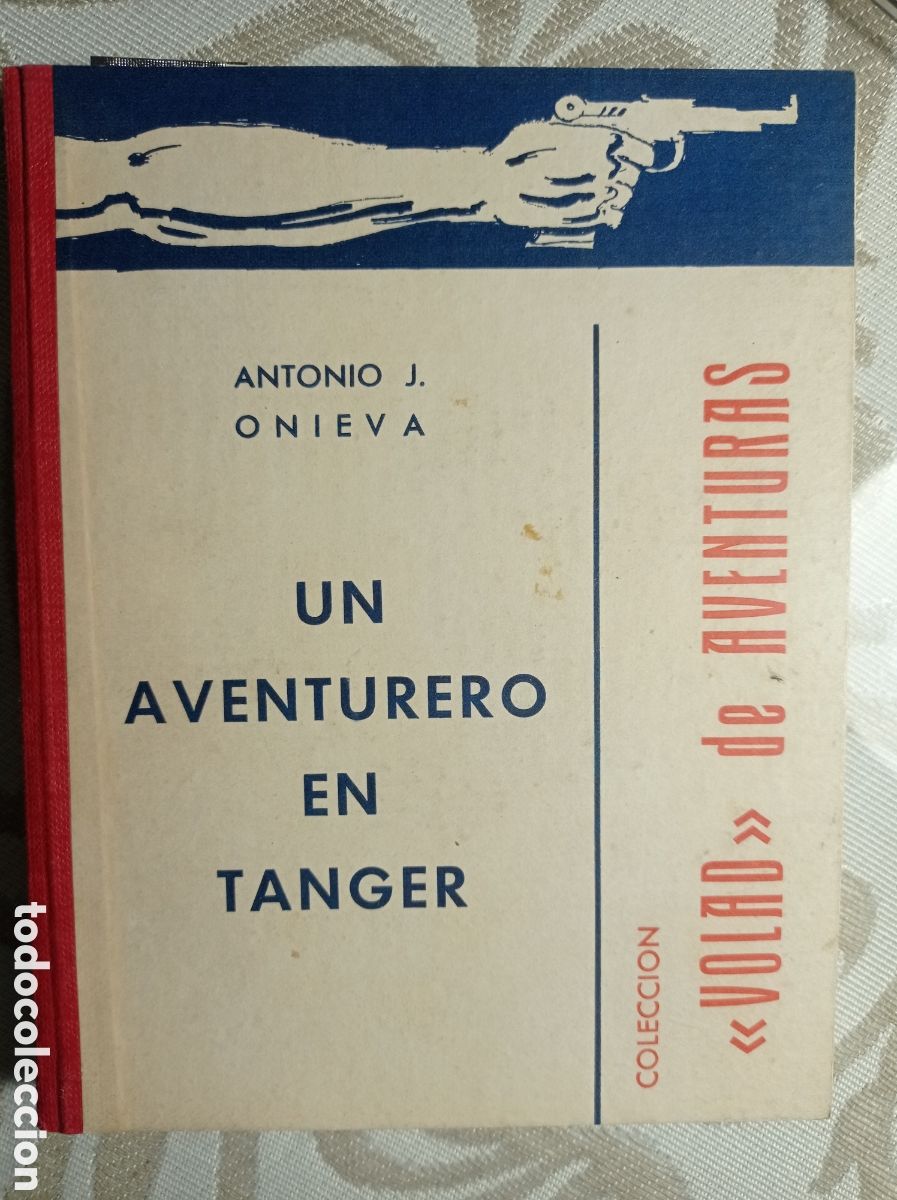 ANTONIO J.
ONIEVA
UN
AVENTURERO
EN
TANGER
COLECCION
«VOLAD» de AVENTURAS
todocoleccion